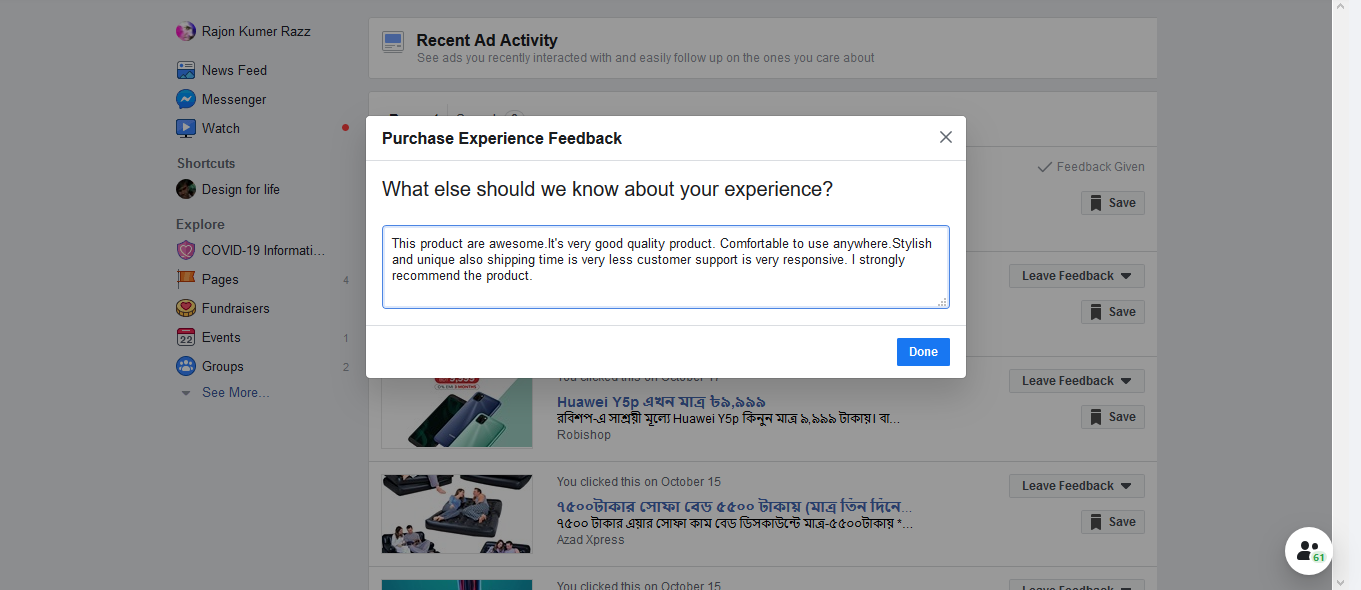 Rajon Kumer Razz
News Feed
Messenger
Watch
Shortcuts
Design for life
Explore
COVID-19 Informati...
Pages 4
Fundraisers
Events 1
22
Groups 2
See More...
Recent Ad Activity
See ads you recently interacted with and easily follow up on the ones you care about
Purchase Experience Feedback
What else should we know about your experience?
This product are awesome.It's very good quality product. Comfortable to use anywhere.Stylish
and unique also shipping time is very less customer support is very responsive. I strongly
recommend the product.
Done
Feedback Given
Save
Leave Feedback
Save
You clicked this on October 17
Huawei Y5p এখন মাত্র ৳৯,৯৯৯
রবিশপ-এ সাশ্রয়ী মূল্যে Huawei Y5p কিনুন মাত্র ৯,৯৯৯ টাকায়। বা...
Robishop
Leave Feedback
Save
You clicked this on October 15
৭৫০০টাকার সোফা বেড ৫৫০০ টাকায় (মাত্র তিন দিনে...
৭৫০০ টাকার এয়ার সোফা কাম বেড ডিসকাউন্টে মাত্র-৫৫০০টাকায় *...
Azad Xpress
Leave Feedback
Save
You clicked this on October 15
Leave Feedback
61